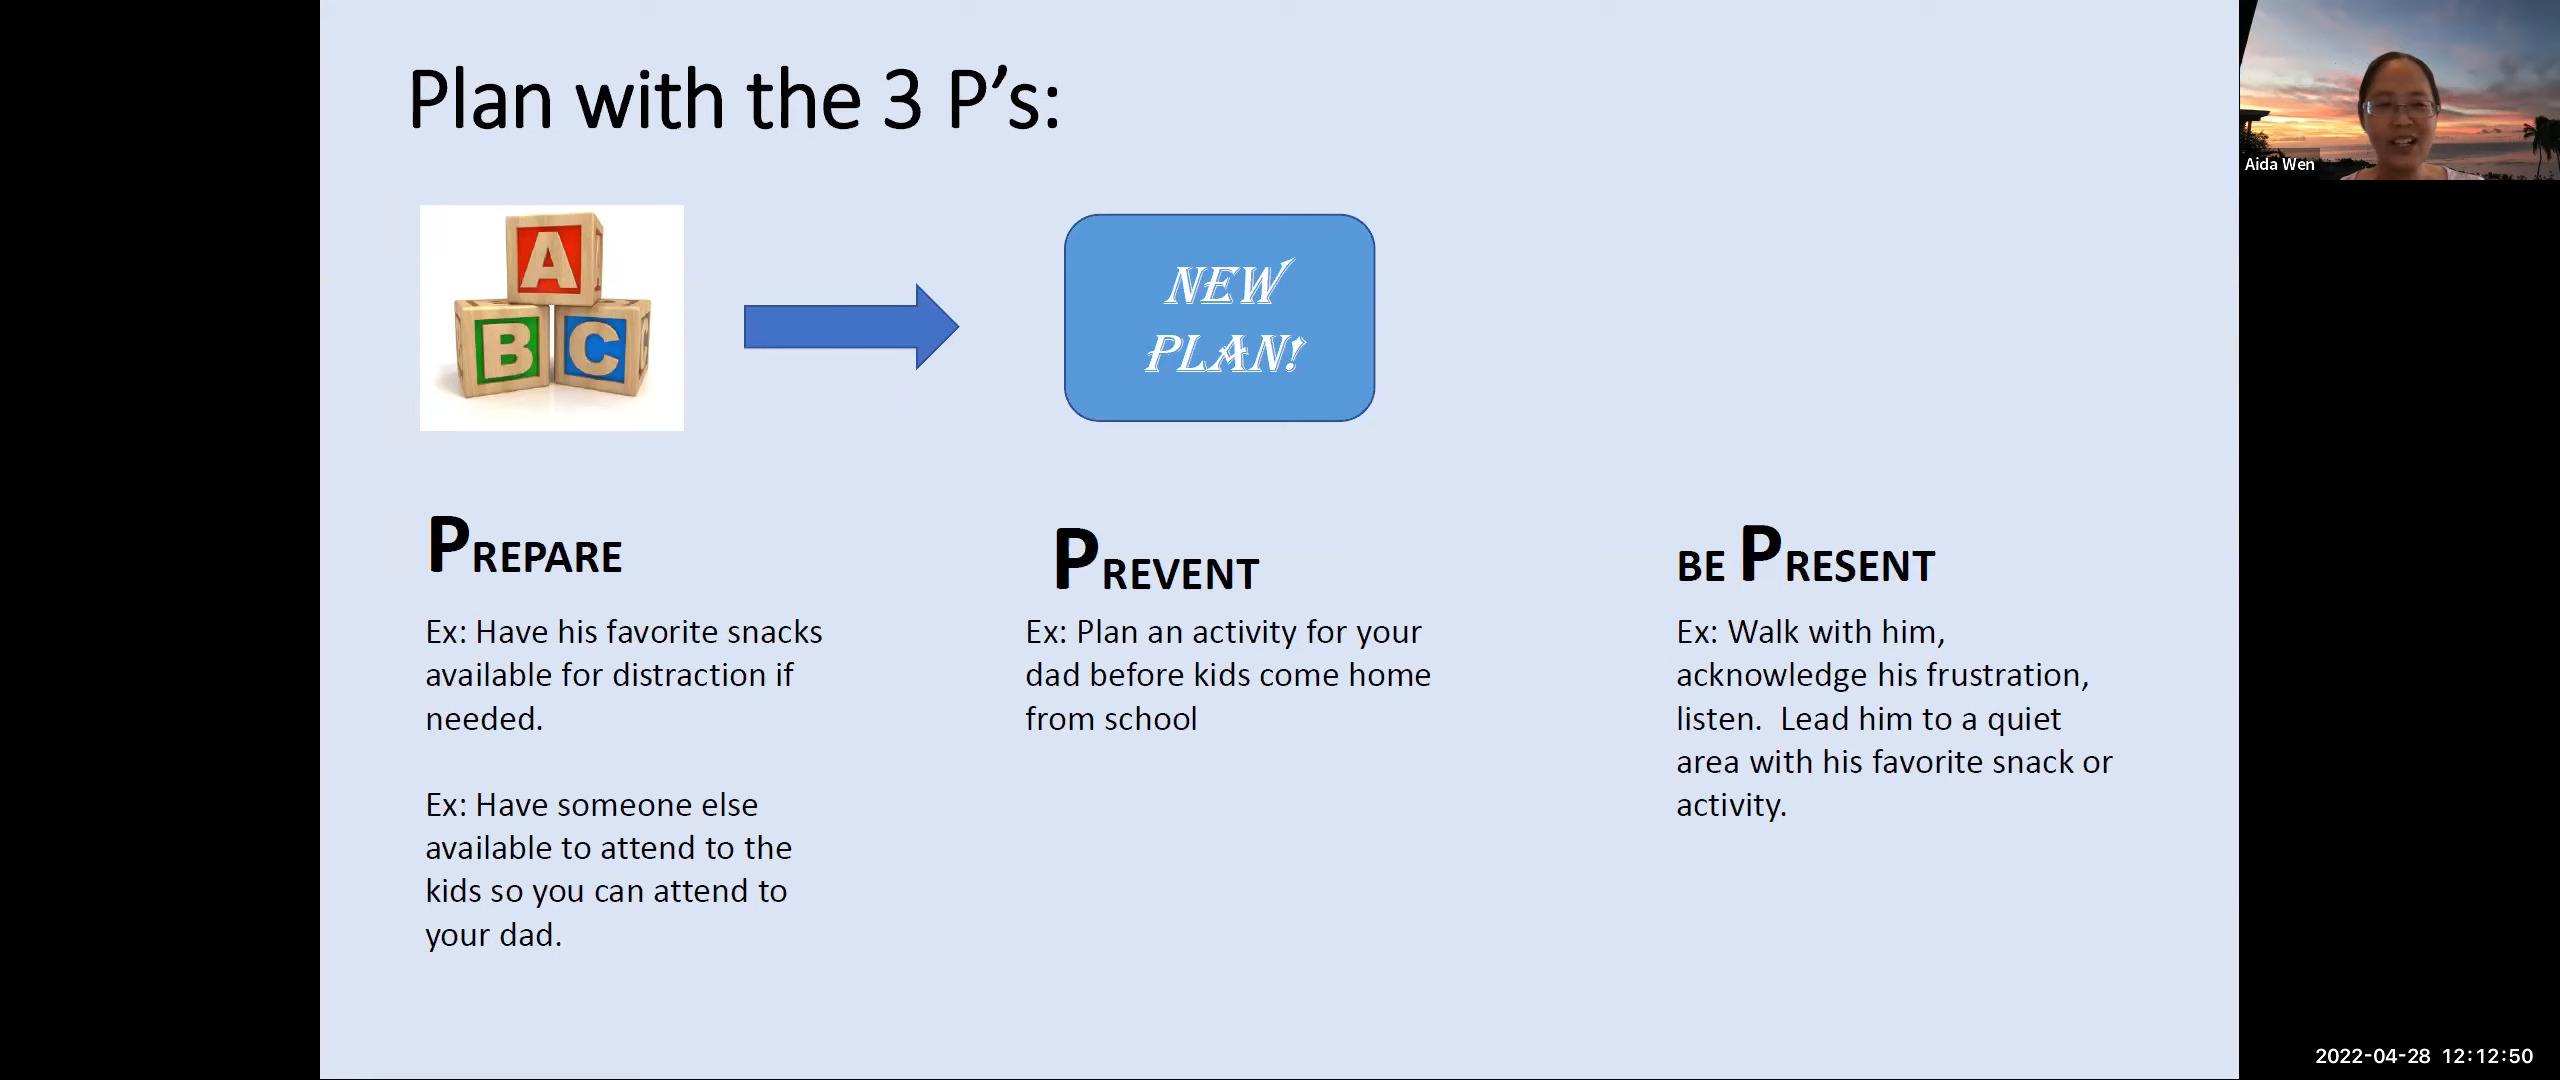 Plan with the 3 P's:
A
B C
NEW
PLAN!
PREPARE
Ex: Have his favorite snacks
available for distraction if
needed.
Ex: Have someone else
available to attend to the
kids so you can attend to
your dad.
PREVENT
Ex: Plan an activity for your
dad before kids come home
from school
BE PRESENT
Ex: Walk with him,
acknowledge his frustration,
listen.  Lead him to a quiet
area with his favorite snack or
activity.
Aida Wen
2022-04-28 12:12:50